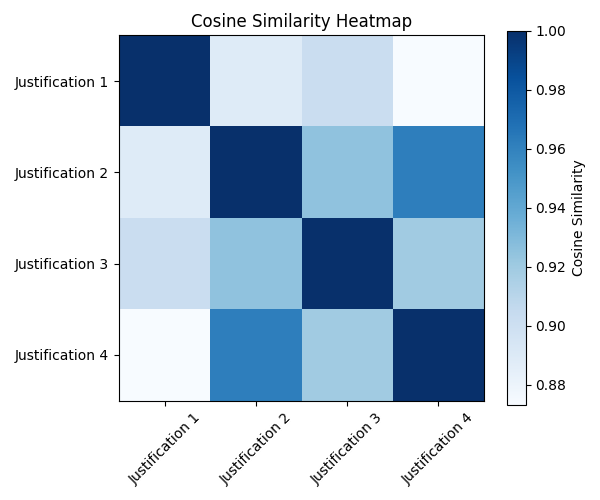 Cosine Similarity Heatmap
Justification 1
Justification 2
Justification 3
Justification 4
Justification 1
Justification 2
Justification 3
Justification 4
1.00
0.98
0.96
0.94
0.92
0.90
0.88
Cosine Similarity